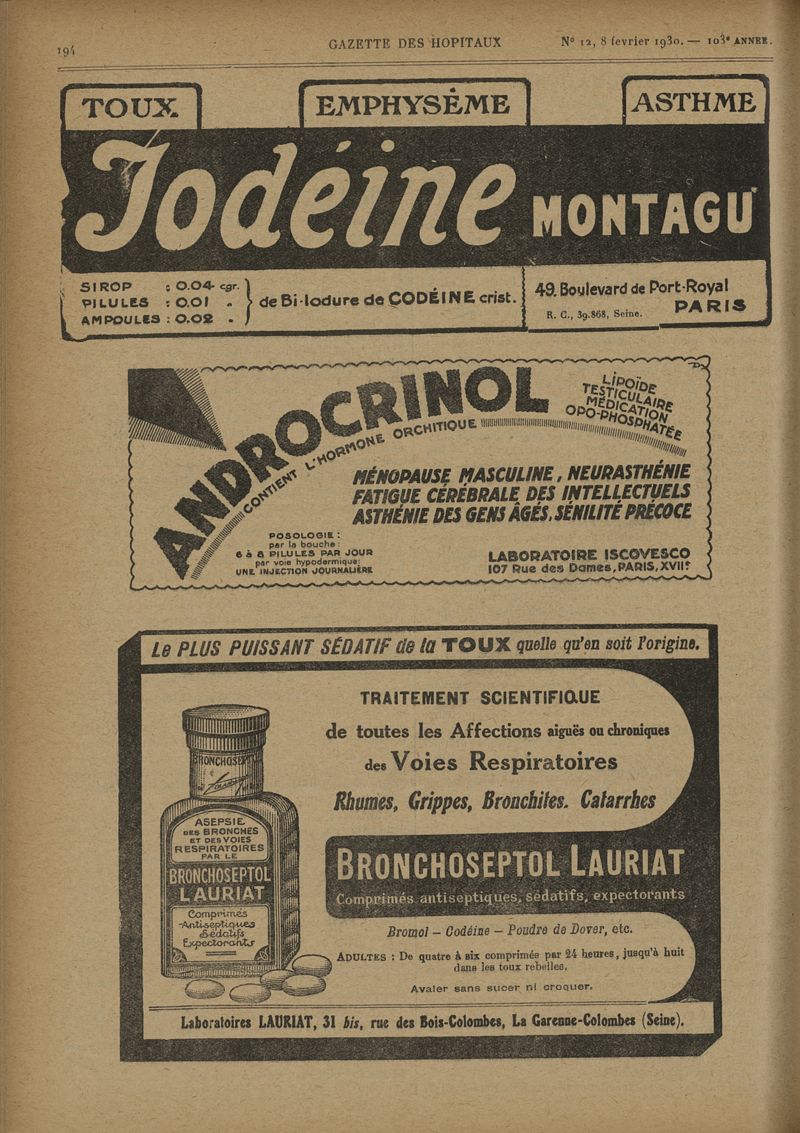 194
GAZETTE DES HOPITAUX
Nº 12, 8 fevrier 1930. — 103e ANNEE.
TOUX
EMPHYSÈME
ASTHME
Iodéine MONTAGU
SIROP : 0.04 cgr.
PILULES : 0.01 "
AMPOULES : 0.02 "
de Bi-Iodure de CODÉINE crist.
49. Boulevard de Port-Royal
PARIS
R. C., 39.868, Seine.
ANDROCRINOL
CONTIENT L'HORMONE ORCHITIQUE
LIPOÏDE
TESTICULAIRE
MÉDICATION
OPO-PHOSPHATÉE
MÉNOPAUSE MASCULINE, NEURASTHÉNIE
FATIGUE CÉRÉBRALE DES INTELLECTUELS
ASTHÉNIE DES GENS ÂGÉS, SÉNILITÉ PRÉCOCE
POSOLOGIE :
par la bouche :
6 à 8 PILULES PAR JOUR
par voie hypodermique:
UNE INJECTION JOURNALIÈRE
LABORATOIRE ISCOVESCO
107 Rue des Dames, PARIS, XVIIe
Le PLUS PUISSANT SÉDATIF de la TOUX quelle qu'en soit l'origine.
TRAITEMENT SCIENTIFIQUE
de toutes les Affections aiguës ou chroniques
des Voies Respiratoires
Rhumes, Grippes, Bronchites. Catarrhes
BRONCHOSEPTOL LAURIAT
Comprimés antiseptiques, sédatifs, expectorants
Bromol – Codéine – Poudre de Dover, etc.
ADULTES : De quatre à six comprimés par 24 heures, jusqu'à huit
dans les toux rebelles.
Avaler sans sucer ni croquer.
BRONCHOSEPT
ASEPSIE
DES BRONCHES
ET DES VOIES
RESPIRATOIRES
PAR LE
BRONCHOSEPTOL
LAURIAT
Comprimés
Antiseptiques
Sédatifs
Expectorants
Laboratoires LAURIAT, 31 bis, rue des Bois-Colombes, La Garenne-Colombes (Seine).